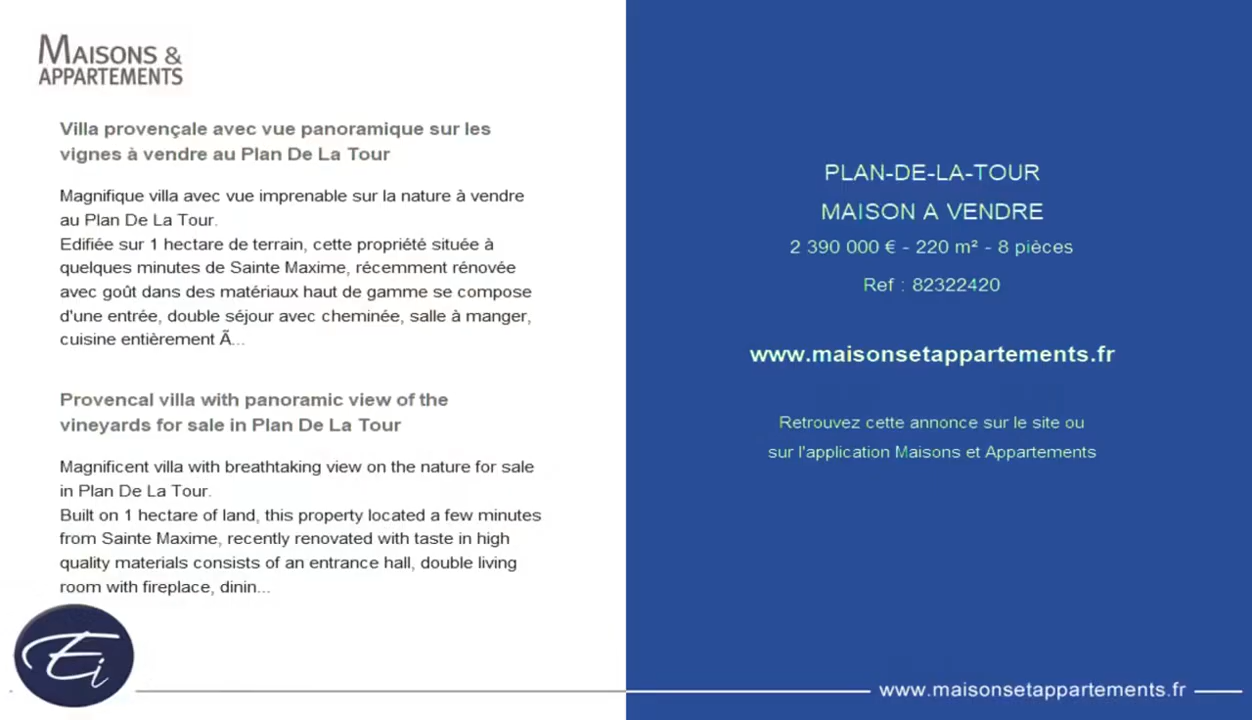 MAISONS &
APPARTEMENTS
Villa provençale avec vue panoramique sur les
vignes à vendre au Plan De La Tour
Magnifique villa avec vue imprenable sur la nature à vendre
au Plan De La Tour.
Edifiée sur 1 hectare de terrain, cette propriété située à
quelques minutes de Sainte Maxime, récemment rénovée
avec goût dans des matériaux haut de gamme se compose
d'une entrée, double séjour avec cheminée, salle à manger,
cuisine entièrement Ã...
Provencal villa with panoramic view of the
vineyards for sale in Plan De La Tour
Magnificent villa with breathtaking view on the nature for sale
in Plan De La Tour.
Built on 1 hectare of land, this property located a few minutes
from Sainte Maxime, recently renovated with taste in high
quality materials consists of an entrance hall, double living
room with fireplace, dinin...
Ei
PLAN-DE-LA-TOUR
MAISON A VENDRE
2 390 000 € - 220 m² - 8 pièces
Ref : 82322420
www.maisonsetappartements.fr
Retrouvez cette annonce sur le site ou
sur l'application Maisons et Appartements
www.maisonsetappartements.fr